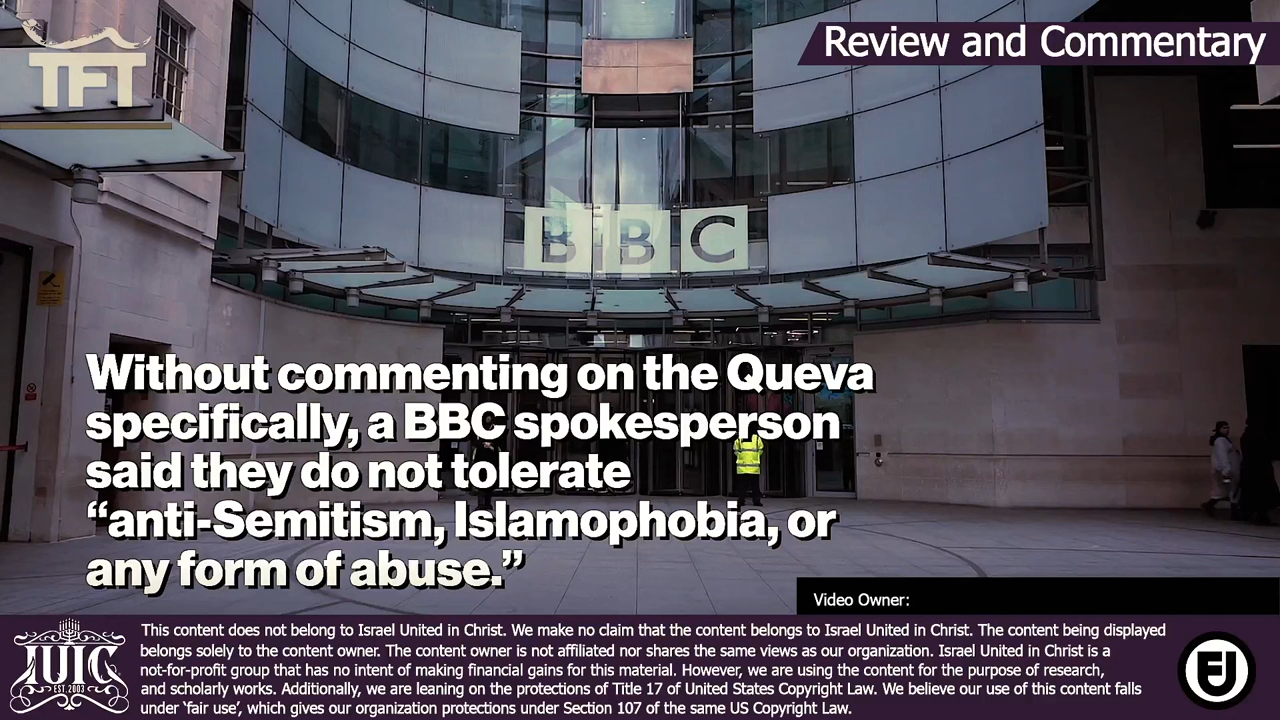 TFT
Review and Commentary
BBC
Without commenting on the Queva
specifically, a BBC spokesperson
said they do not tolerate
“anti-Semitism, Islamophobia, or
any form of abuse.”
Video Owner:
IUIC
EST. 2003
This content does not belong to Israel United in Christ. We make no claim that the content belongs to Israel United in Christ. The content being displayed
belongs solely to the content owner. The content owner is not affiliated nor shares the same views as our organization. Israel United in Christ is a
not-for-profit group that has no intent of making financial gains for this material. However, we are using the content for the purpose of research,
and scholarly works. Additionally, we are leaning on the protections of Title 17 of United States Copyright Law. We believe our use of this content falls
under ‘fair use’, which gives our organization protections under Section 107 of the same US Copyright Law.